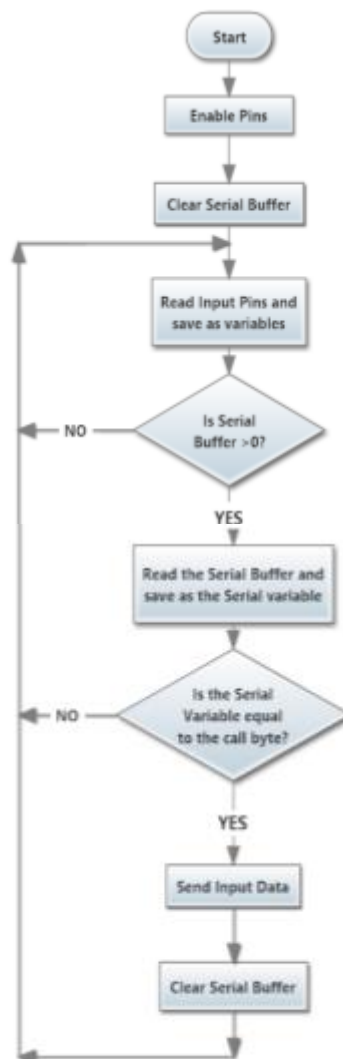 Start
Enable Pins
Clear Serial Buffer
Read Input Pins and
save as variables
Is Serial
Buffer >0?
NO
YES
Read the Serial Buffer and
save as the Serial variable
Is the Serial
Variable equal
to the call byte?
NO
YES
Send Input Data
Clear Serial Buffer